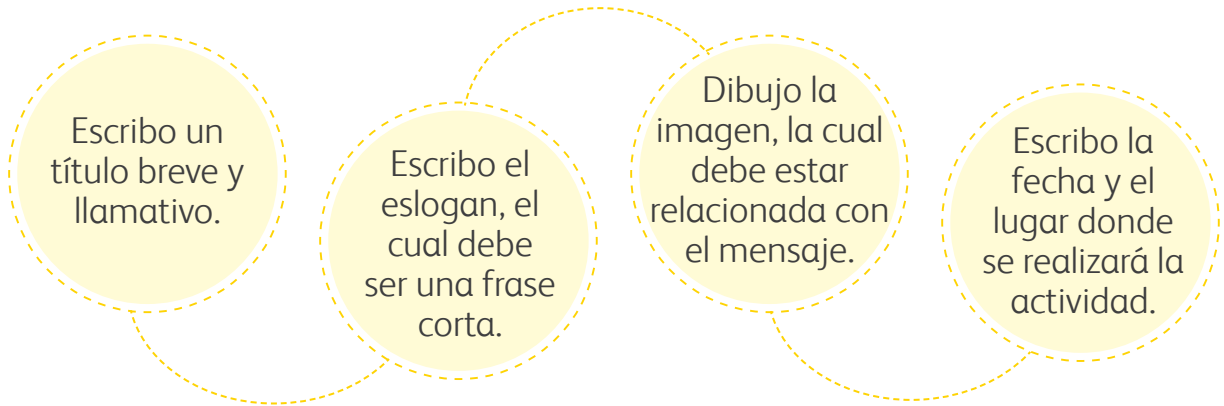 Escribo un
título breve y
llamativo.
Escribo el
eslogan, el
cual debe
ser una frase
corta.
Dibujo la
imagen, la cual
debe estar
relacionada con
el mensaje.
Escribo la
fecha y el
lugar donde
se realizará la
actividad.